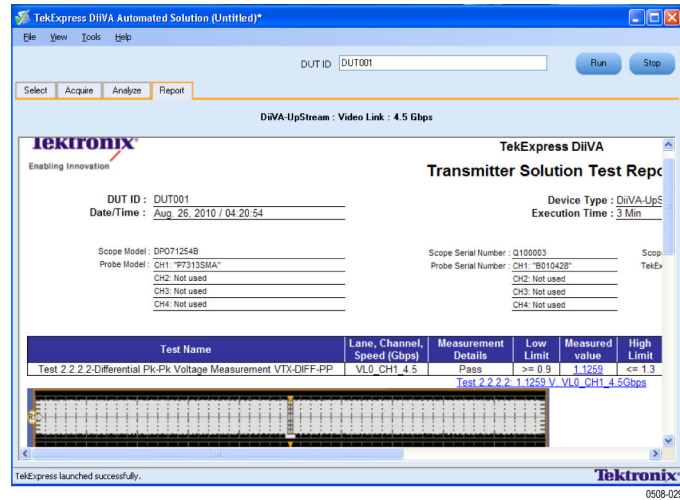 TekExpress DiiVA Automated Solution (Untitled)*
File View Tools Help
DUT ID DUT001 Run Stop
Select Acquire Analyze Report
DiiVA-UpStream : Video Link : 4.5 Gbps
Tektronix
Enabling Innovation
TekExpress DiiVA
Transmitter Solution Test Repo
DUT ID : DUT001
Date/Time : Aug. 26, 2010 / 04:20:54
Device Type : DiiVA-UpS
Execution Time : 3 Min
Scope Model : DPO71254B
Probe Model : CH1: "P7313SMA"
CH2: Not used
CH3: Not used
CH4: Not used
Scope Serial Number : Q100003
Probe Serial Number : CH1: "B010428"
CH2: Not used
CH3: Not used
CH4: Not used
Scop
TekEx
Test Name Lane, Channel, Speed (Gbps) Measurement Details Low Limit Measured value High Limit
Test 2.2.2.2-Differential Pk-Pk Voltage Measurement VTX-DIFF-PP VL0_CH1_4.5 Pass >= 0.9 1.1259 <= 1.3
Test 2.2.2.2: 1.1259 V, VL0_CH1_4.5Gbps
TekExpress launched successfully.
Tektronix
0508-029